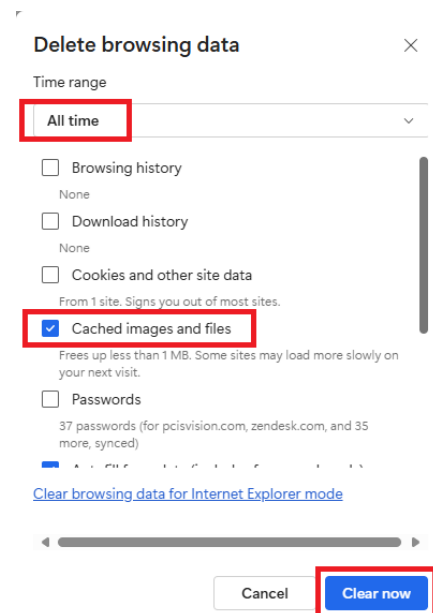 Delete browsing data
Time range
All time
Browsing history
None
Download history
None
Cookies and other site data
From 1 site. Signs you out of most sites.
Cached images and files
Frees up less than 1 MB. Some sites may load more slowly on
your next visit.
Passwords
37 passwords (for pcisvision.com, zendesk.com, and 35
more, synced)
Clear browsing data for Internet Explorer mode
Cancel
Clear now